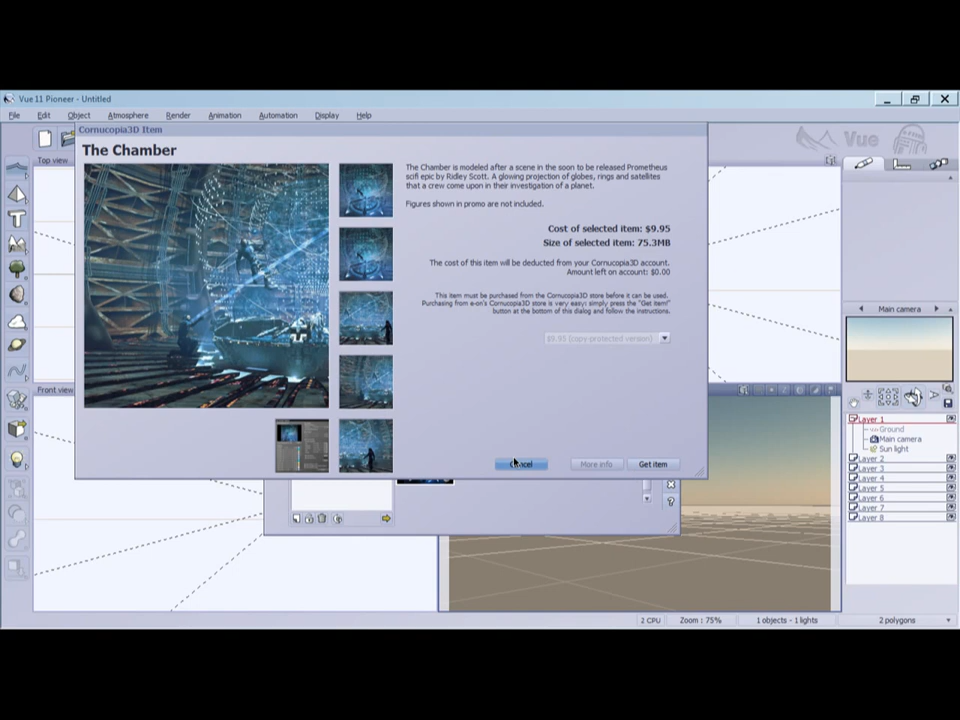 Vue 11 Pioneer - Untitled
File Edit Object Atmosphere Render Animation Automation Display Help
Cornucopia3D Item
Vue
The Chamber
Top view
The Chamber is modeled after a scene in the soon to be released Prometheus
scifi epic by Ridley Scott. A glowing projection of globes, rings and satellites
that a crew come upon in their investigation of a planet.
Figures shown in promo are not included.
Cost of selected item: $9.95
Size of selected item: 75.3MB
The cost of this item will be deducted from your Cornucopia3D account.
Amount left on account: $0.00
This item must be purchased from the Cornucopia3D store before it can be used.
Purchasing from e-on's Cornucopia3D store is very easy: simply press the "Get item"
button at the bottom of this dialog and follow the instructions.
$9.95 (copy-protected version)
Main camera
Front view
Layer 1
Ground
Main camera
Sun light
Layer 2
Layer 3
Layer 4
Layer 5
Layer 6
Layer 7
Layer 8
Cancel More info Get item
2 CPU Zoom : 75% 1 objects - 1 lights 2 polygons